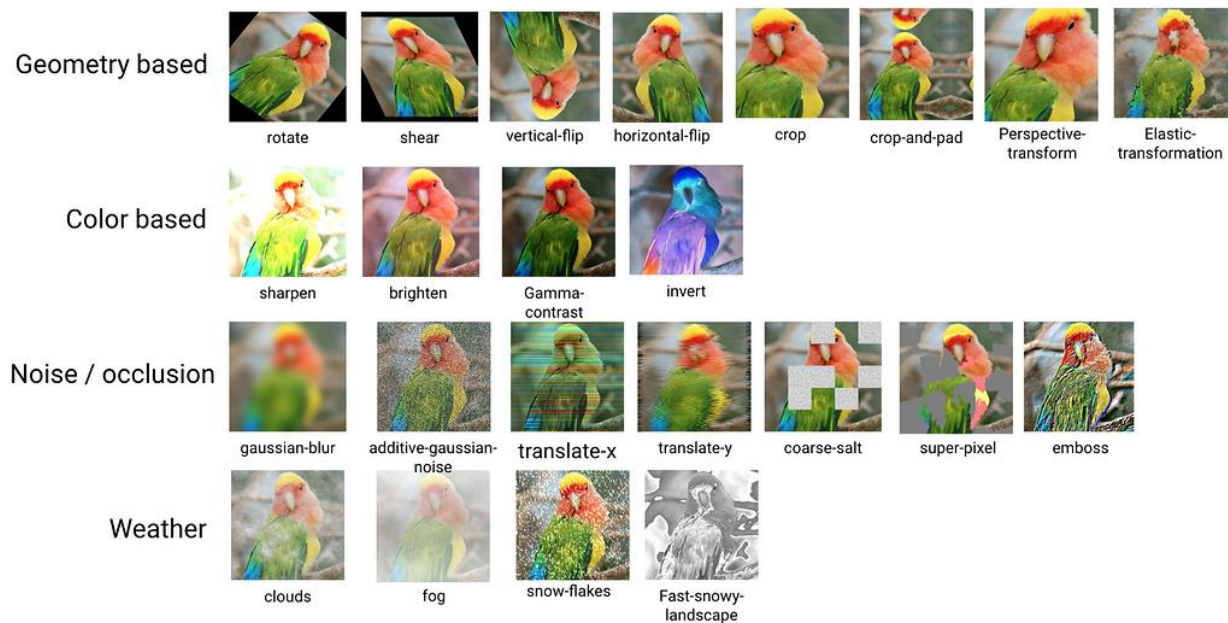 Geometry based
rotate
shear
vertical-flip
horizontal-flip
crop
crop-and-pad
Perspective-
transform
Elastic-
transformation
Color based
sharpen
brighten
Gamma-
contrast
invert
Noise / occlusion
gaussian-blur
additive-gaussian-
noise
translate-x
translate-y
coarse-salt
super-pixel
emboss
Weather
clouds
fog
snow-flakes
Fast-snowy-
landscape